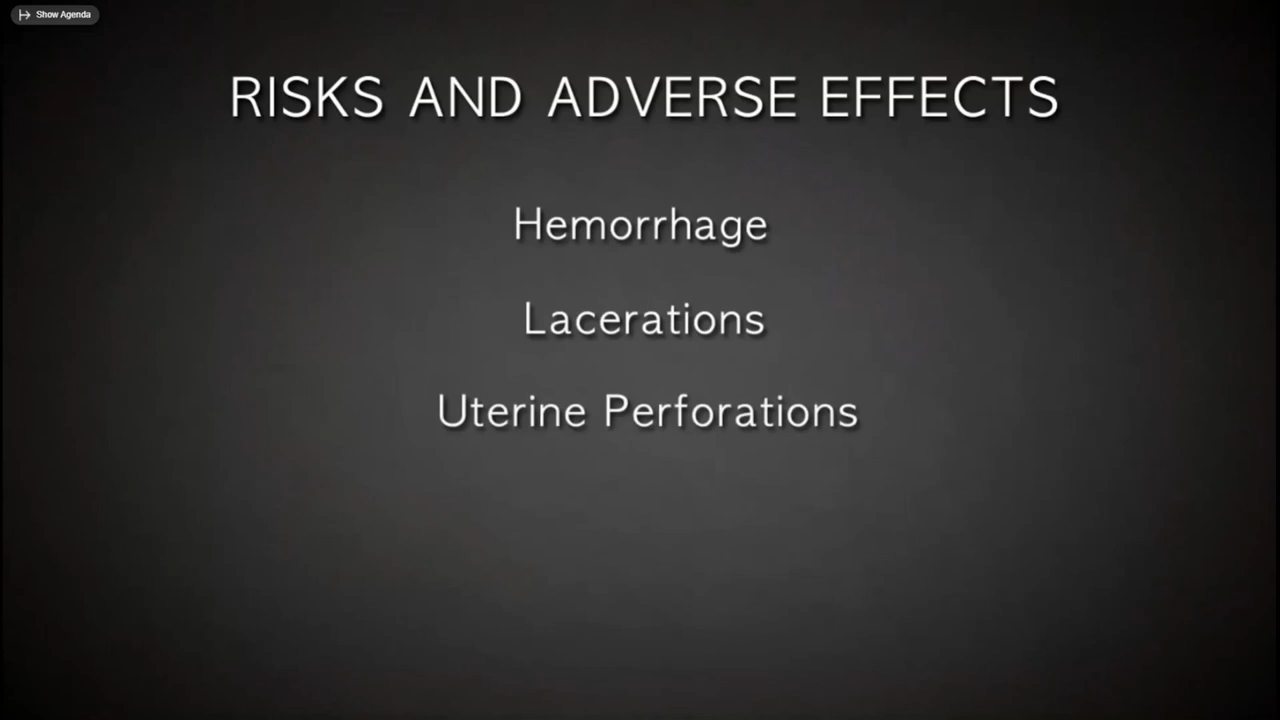 Show Agenda
RISKS AND ADVERSE EFFECTS
Hemorrhage
Lacerations
Uterine Perforations